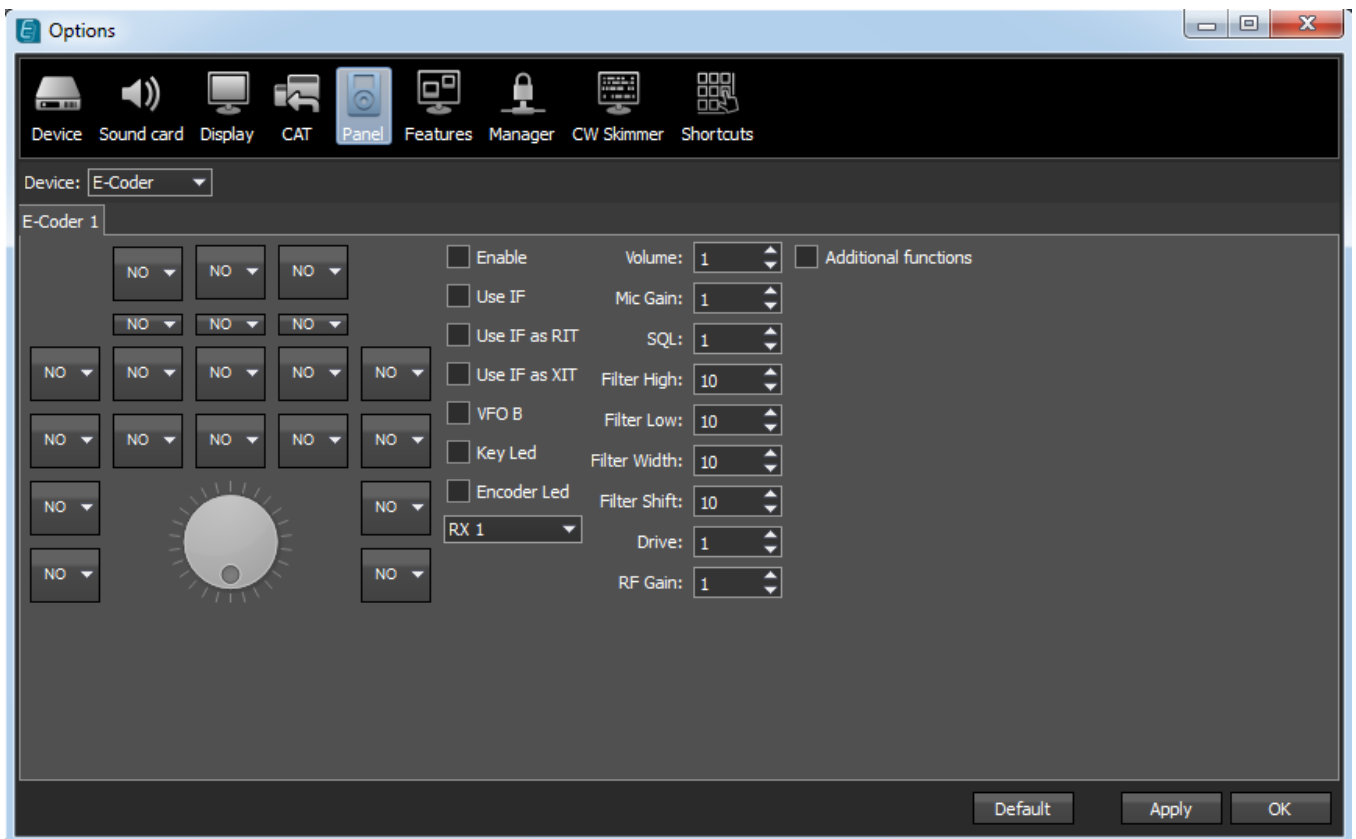 Options
Device Sound card Display CAT Panel Features Manager CW Skimmer Shortcuts
Device: E-Coder
E-Coder 1
NO NO NO
NO NO NO
NO NO NO NO NO
NO NO NO NO NO
NO NO
NO NO
Enable
Use IF
Use IF as RIT
Use IF as XIT
VFO B
Key Led
Encoder Led
RX 1
Volume: 1
Mic Gain: 1
SQL: 1
Filter High: 10
Filter Low: 10
Filter Width: 10
Filter Shift: 10
Drive: 1
RF Gain: 1
Additional functions
Default Apply OK